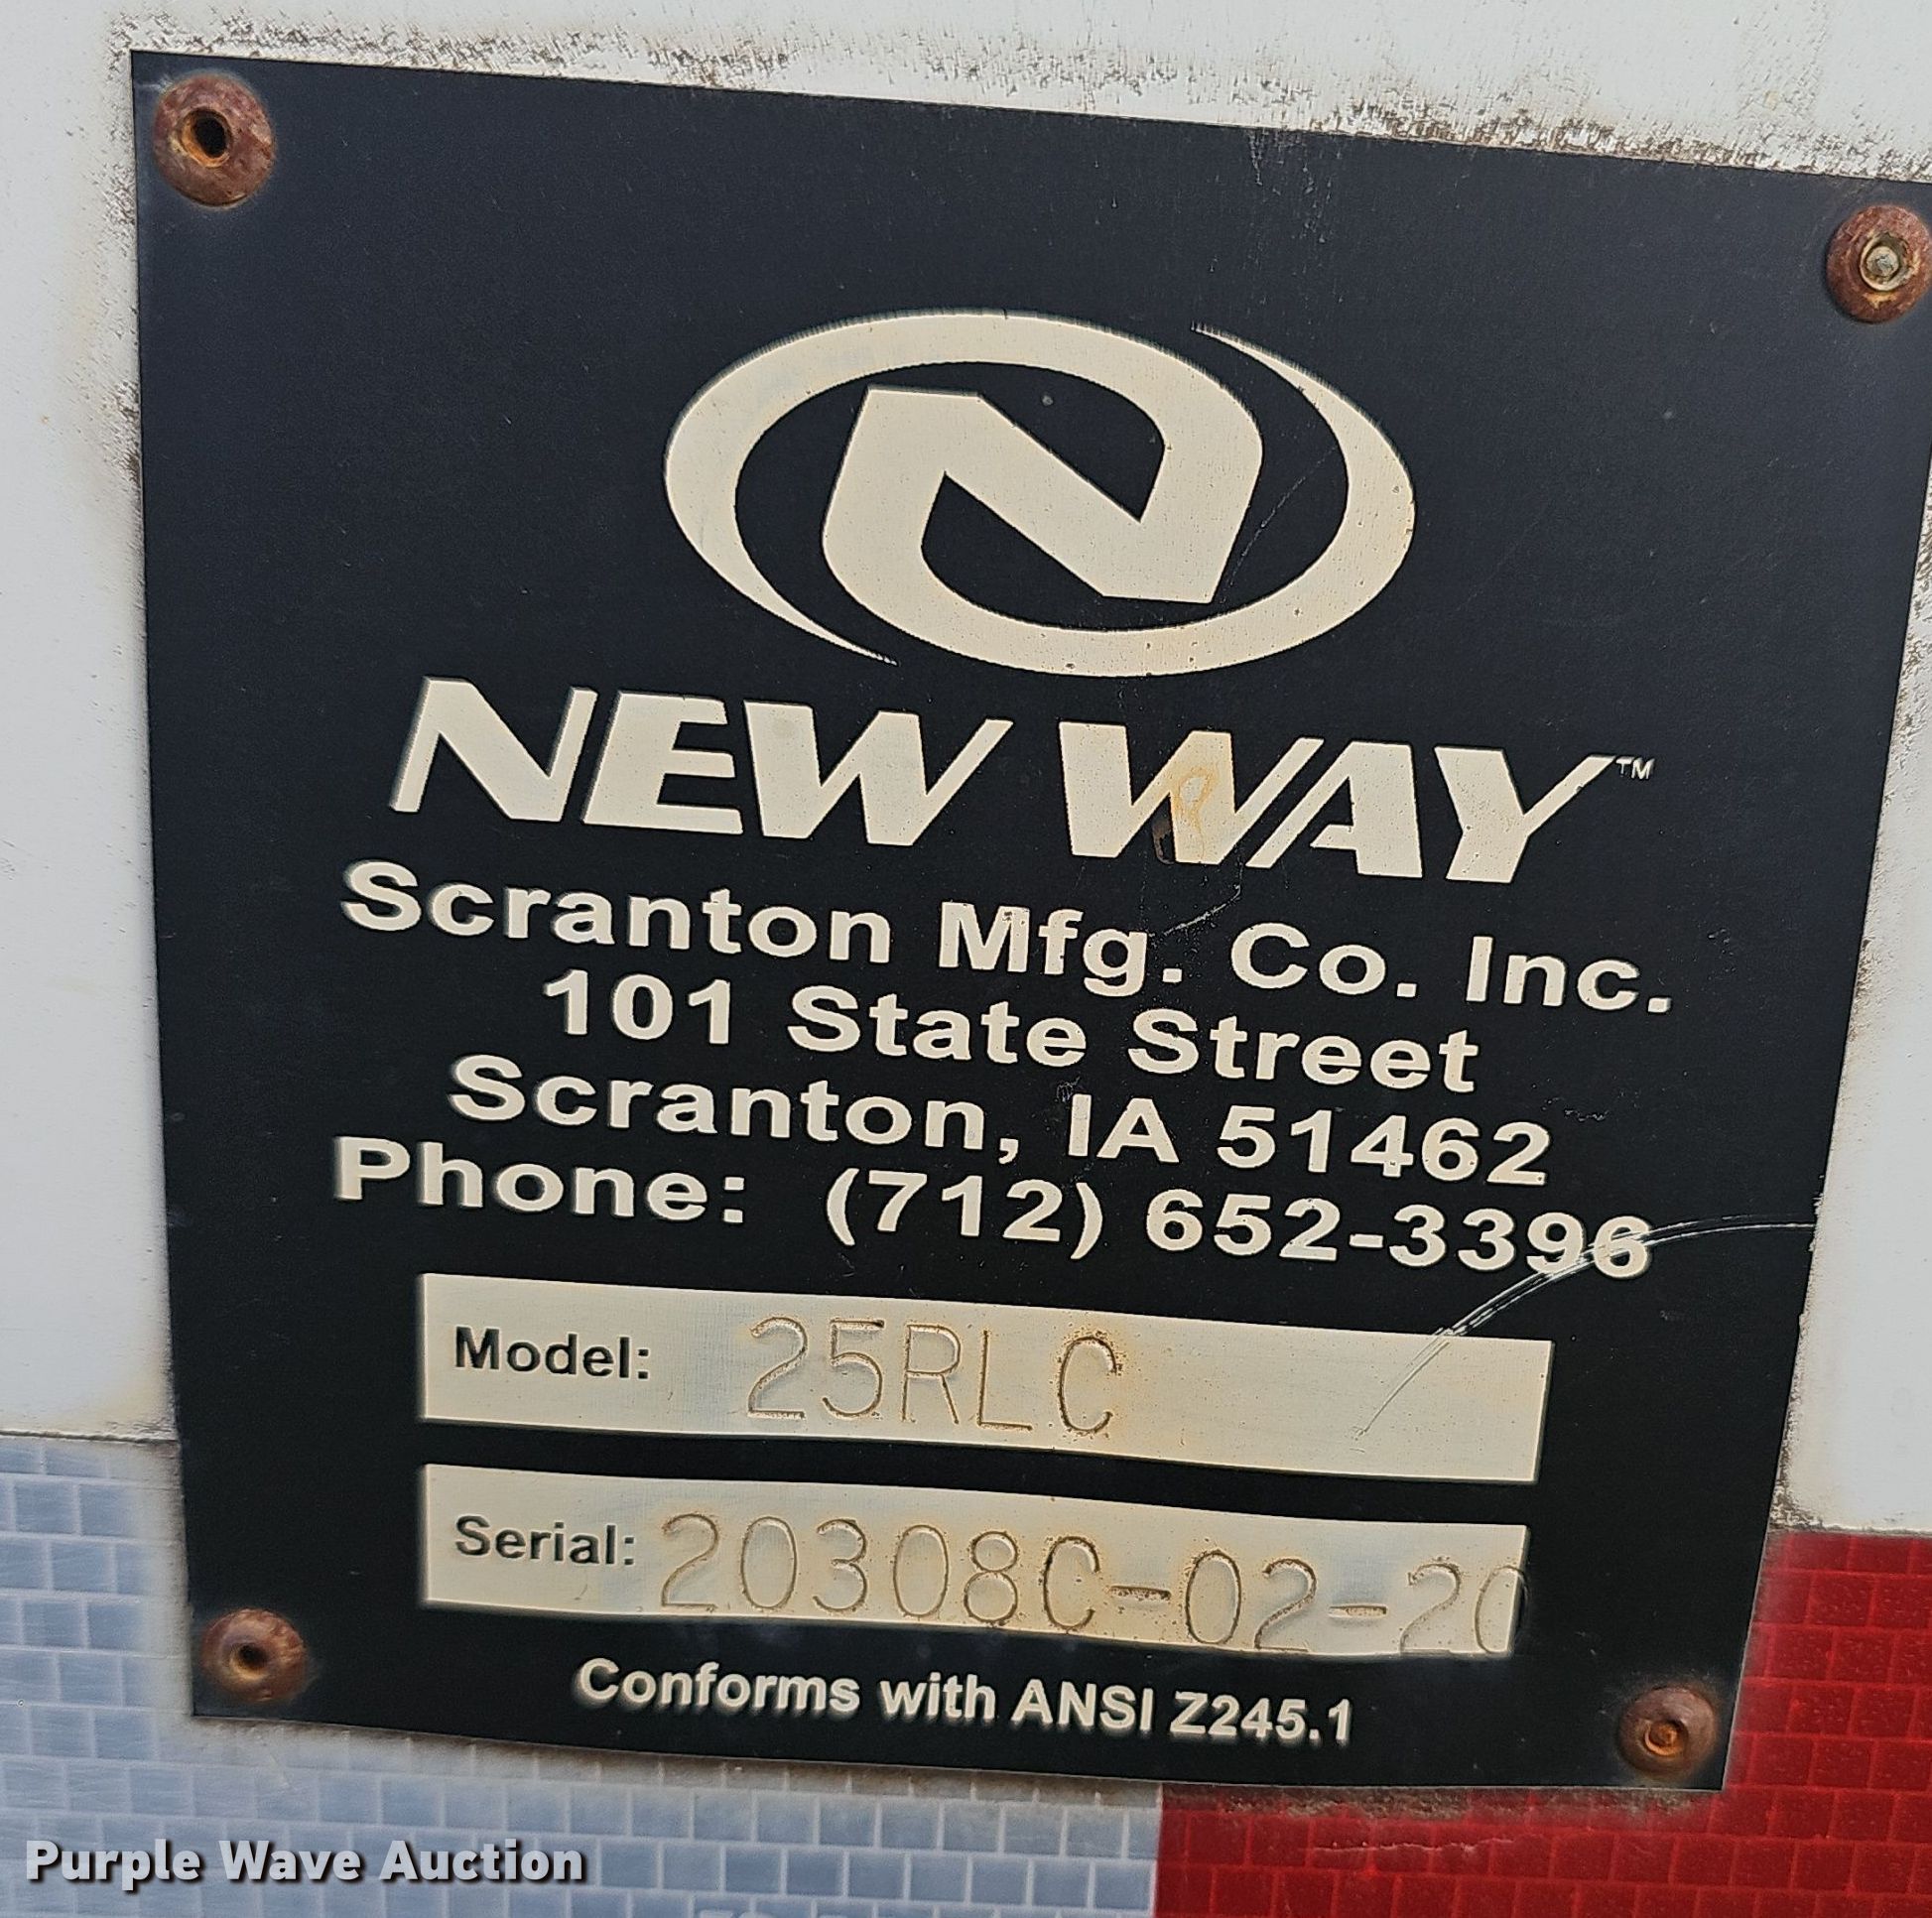 NEW WAY™
Scranton Mfg. Co. Inc.
101 State Street
Scranton, IA 51462
Phone: (712) 652-3396
Model: 25RLC
Serial: 20308C-02-20
Conforms with ANSI Z245.1
Purple Wave Auction